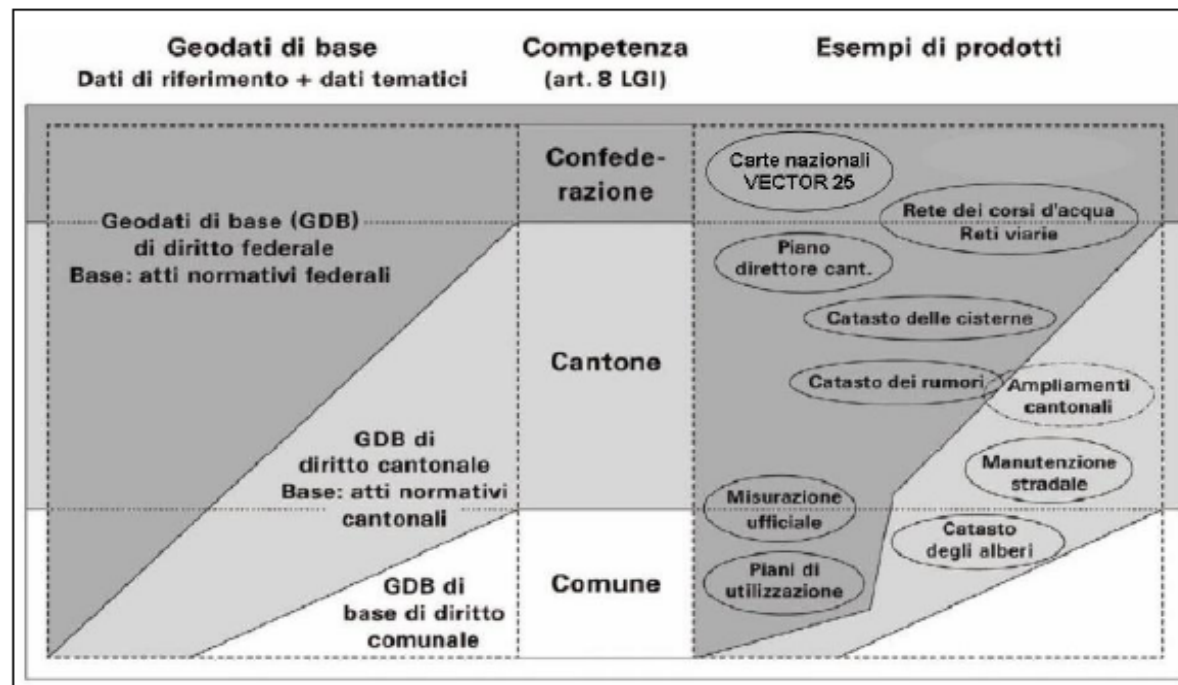 Geodati di base
Dati di riferimento + dati tematici
Competenza
(art. 8 LGI)
Esempi di prodotti
Geodati di base (GDB)
di diritto federale
Base: atti normativi federali
GDB di
diritto cantonale
Base: atti normativi
cantonali
GDB di
base di diritto
comunale
Confede-
razione
Cantone
Comune
Carte nazionali
VECTOR 25
Rete dei corsi d'acqua
Reti viarie
Piano
direttore cant.
Catasto delle cisterne
Catasto dei rumori
Ampliamenti
cantonali
Manutenzione
stradale
Misurazione
ufficiale
Catasto
degli alberi
Piani di
utilizzazione